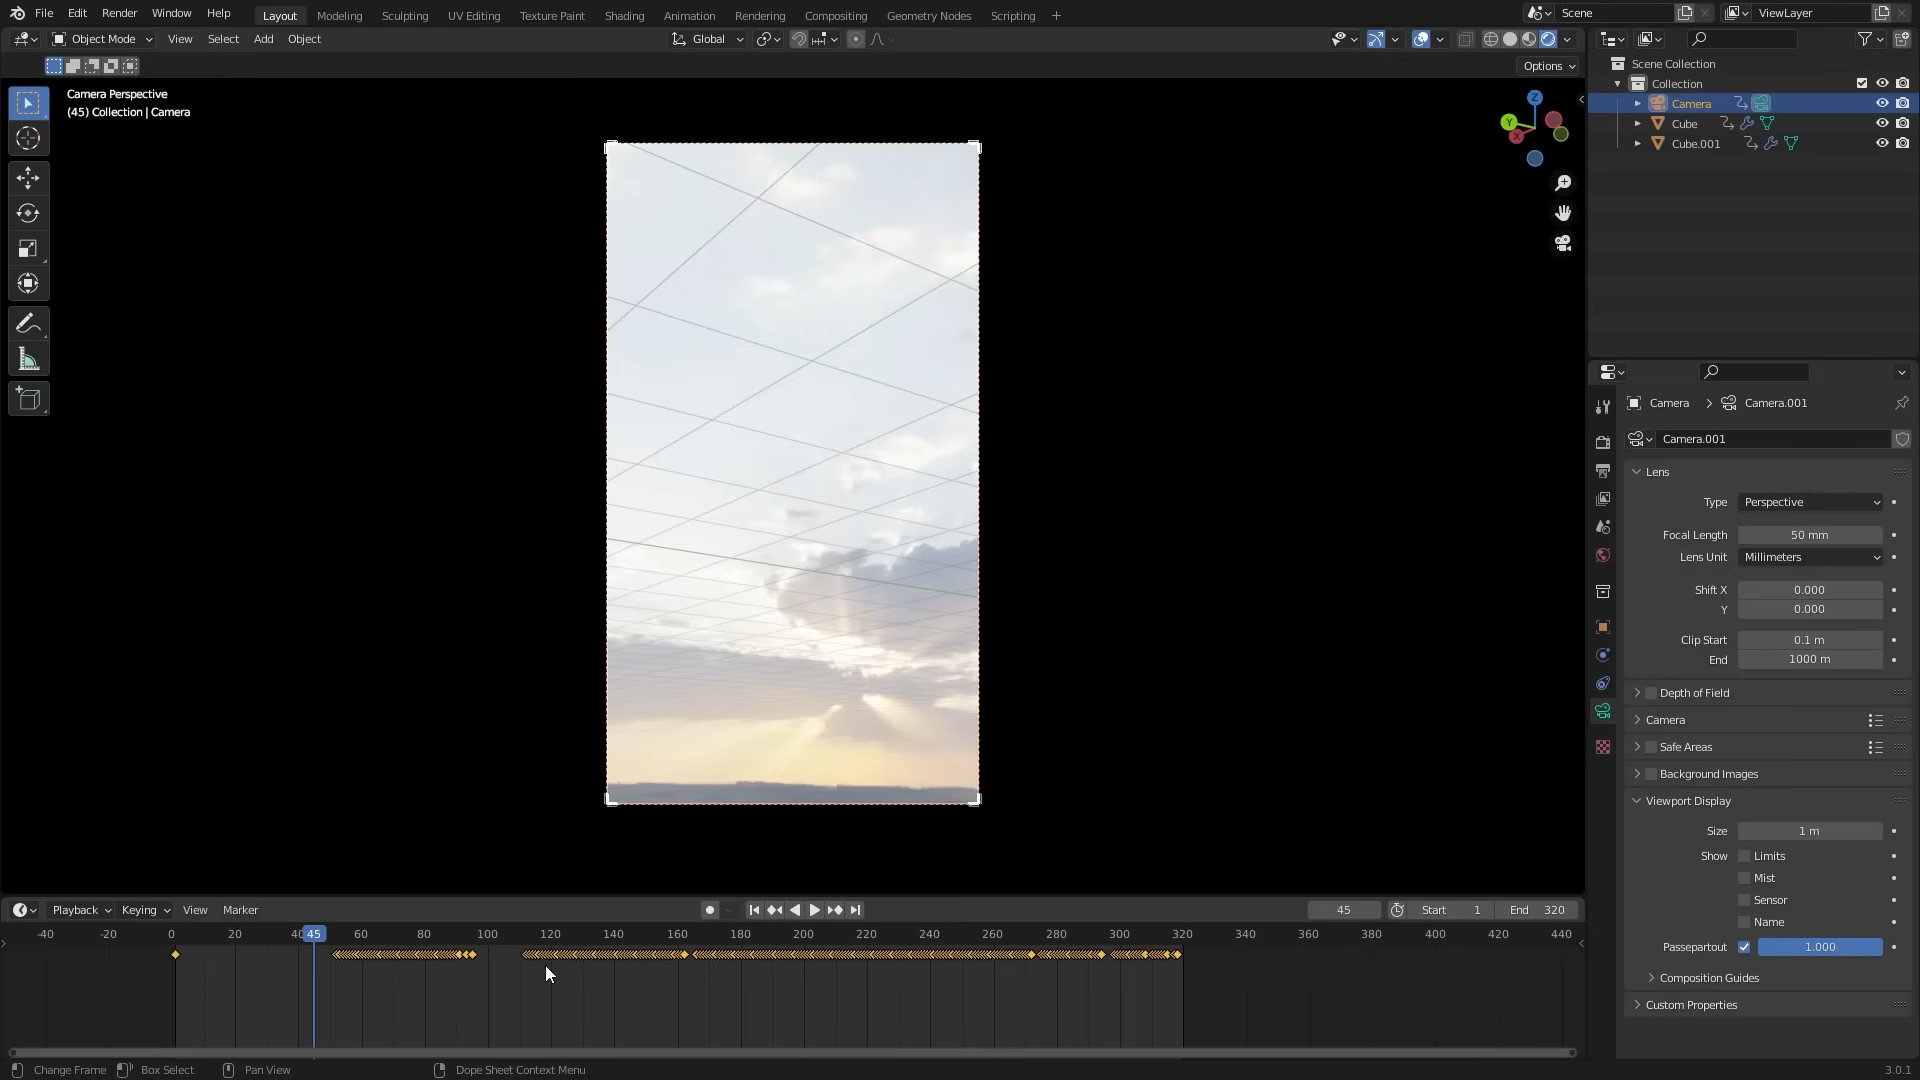 File Edit Render Window Help Layout Modeling Sculpting UV Editing Texture Paint Shading Animation Rendering Compositing Geometry Nodes Scripting + Scene ViewLayer
Object Mode View Select Add Object Global
Options
Camera Perspective
(45) Collection | Camera
Z
Y
X
Scene Collection
Collection
Camera
Cube
Cube.001
Camera > Camera.001
Camera.001
Lens
Type Perspective
Focal Length 50 mm
Lens Unit Millimeters
Shift X 0.000
Y 0.000
Clip Start 0.1 m
End 1000 m
Depth of Field
Camera
Safe Areas
Background Images
Viewport Display
Size 1 m
Show Limits
Mist
Sensor
Name
Passepartout 1.000
Composition Guides
Custom Properties
Playback Keying View Marker 45 Start 1 End 320
-40 -20 0 20 40 45 60 80 100 120 140 160 180 200 220 240 260 280 300 320 340 360 380 400 420 440
Change Frame Box Select Pan View Dope Sheet Context Menu 3.0.1